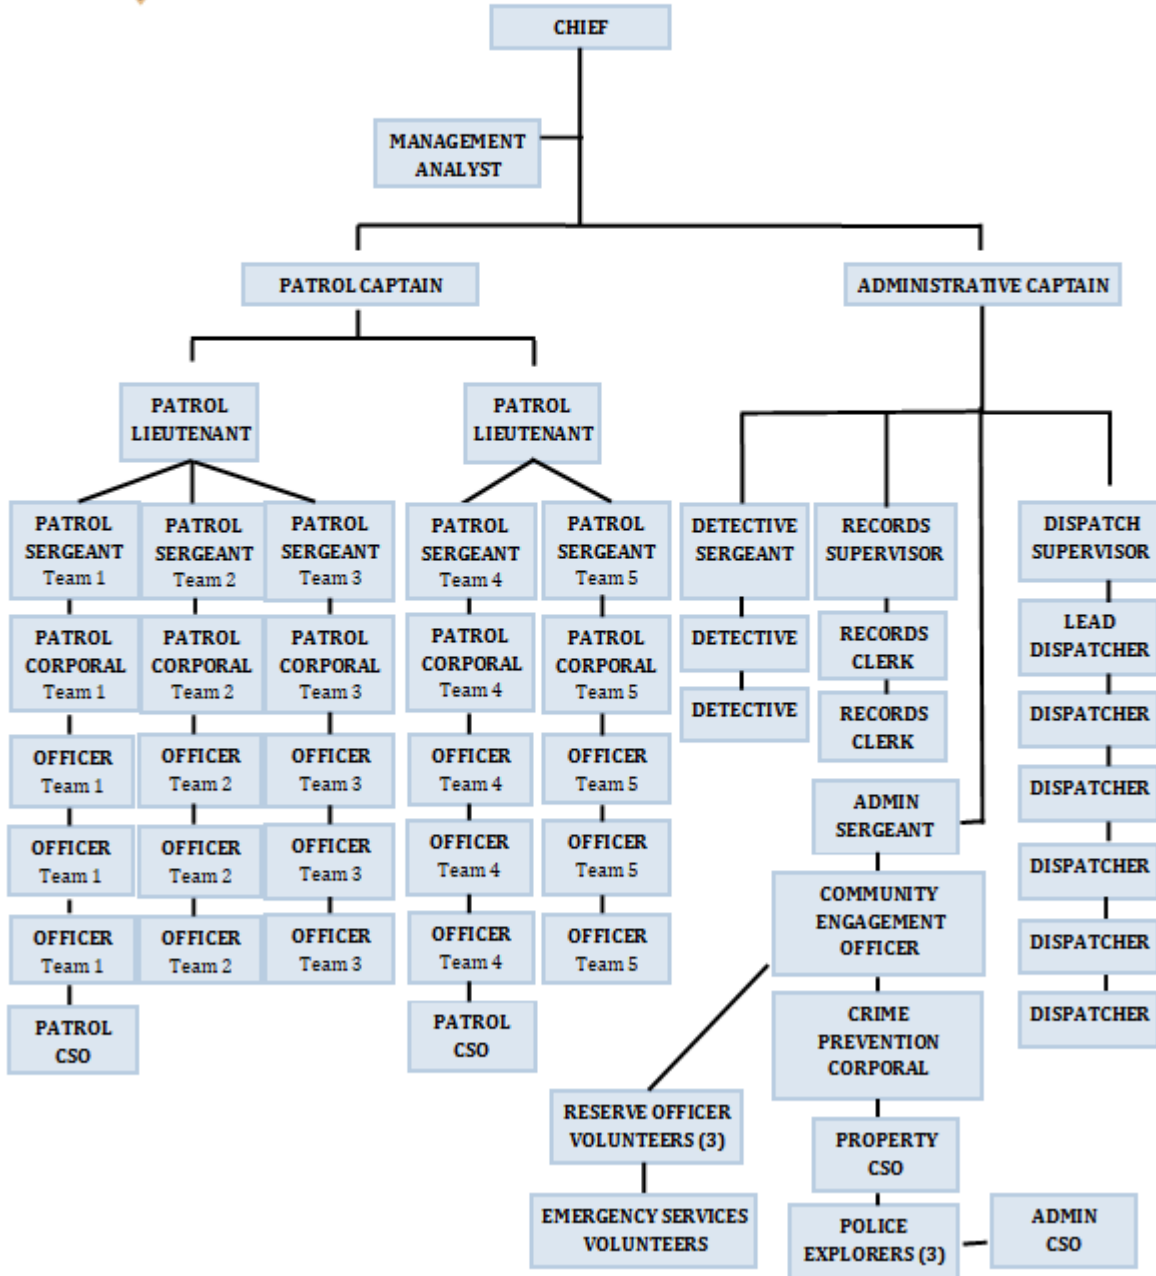 CHIEF
MANAGEMENT
ANALYST
PATROL CAPTAIN
ADMINISTRATIVE CAPTAIN
PATROL
LIEUTENANT
PATROL
LIEUTENANT
PATROL
SERGEANT
Team 1
PATROL
SERGEANT
Team 2
PATROL
SERGEANT
Team 3
PATROL
SERGEANT
Team 4
PATROL
SERGEANT
Team 5
DETECTIVE
SERGEANT
RECORDS
SUPERVISOR
DISPATCH
SUPERVISOR
PATROL
CORPORAL
Team 1
PATROL
CORPORAL
Team 2
PATROL
CORPORAL
Team 3
PATROL
CORPORAL
Team 4
PATROL
CORPORAL
Team 5
DETECTIVE
RECORDS
CLERK
LEAD
DISPATCHER
DETECTIVE
RECORDS
CLERK
DISPATCHER
OFFICER
Team 1
OFFICER
Team 2
OFFICER
Team 3
OFFICER
Team 4
OFFICER
Team 5
ADMIN
SERGEANT
DISPATCHER
OFFICER
Team 1
OFFICER
Team 2
OFFICER
Team 3
OFFICER
Team 4
OFFICER
Team 5
DISPATCHER
OFFICER
Team 1
OFFICER
Team 2
OFFICER
Team 3
OFFICER
Team 4
OFFICER
Team 5
COMMUNITY
ENGAGEMENT
OFFICER
DISPATCHER
PATROL
CSO
PATROL
CSO
CRIME
PREVENTION
CORPORAL
DISPATCHER
RESERVE OFFICER
VOLUNTEERS (3)
PROPERTY
CSO
EMERGENCY SERVICES
VOLUNTEERS
POLICE
EXPLORERS (3)
ADMIN
CSO